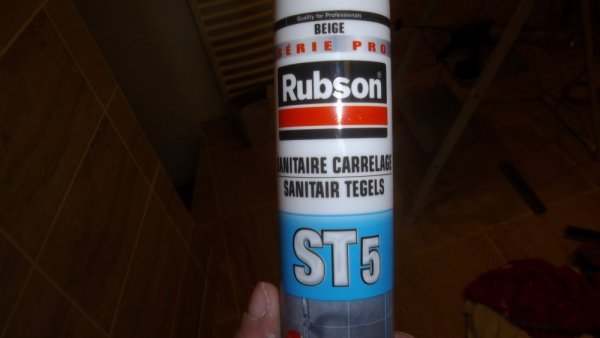 Quality for Professionals
BEIGE
SÉRIE PRO
Rubson®
SANITAIRE CARRELAGE
SANITAIR TEGELS
ST5